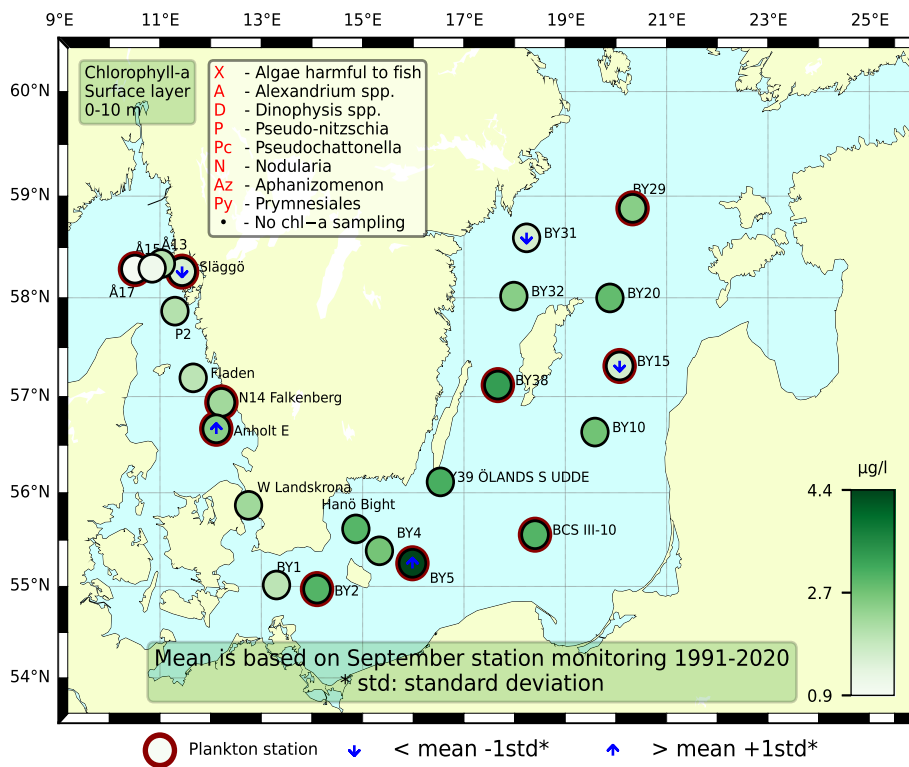 9°E 11°E 13°E 15°E 17°E 19°E 21°E 23°E 25°E
60°N
59°N
58°N
57°N
56°N
55°N
54°N
Chlorophyll-a
Surface layer
0-10 m
X - Algae harmful to fish
A - Alexandrium spp.
D - Dinophysis spp.
P - Pseudo-nitzschia
Pc - Pseudochattonella
N - Nodularia
Az - Aphanizomenon
Py - Prymnesiales
• - No chl−a sampling
BY29
BY31
Å15
Å13
Släggö
Å17
BY32
BY20
P2
BY15
Fladen
BY38
N14 Falkenberg
Anholt E
BY10
Y39 ÖLANDS S UDDE
W Landskrona
Hanö Bight
BY4
BCS III-10
BY1
BY5
BY2
µg/l
4.4
2.7
0.9
Mean is based on September station monitoring 1991-2020
* std: standard deviation
Plankton station
< mean -1std*
> mean +1std*